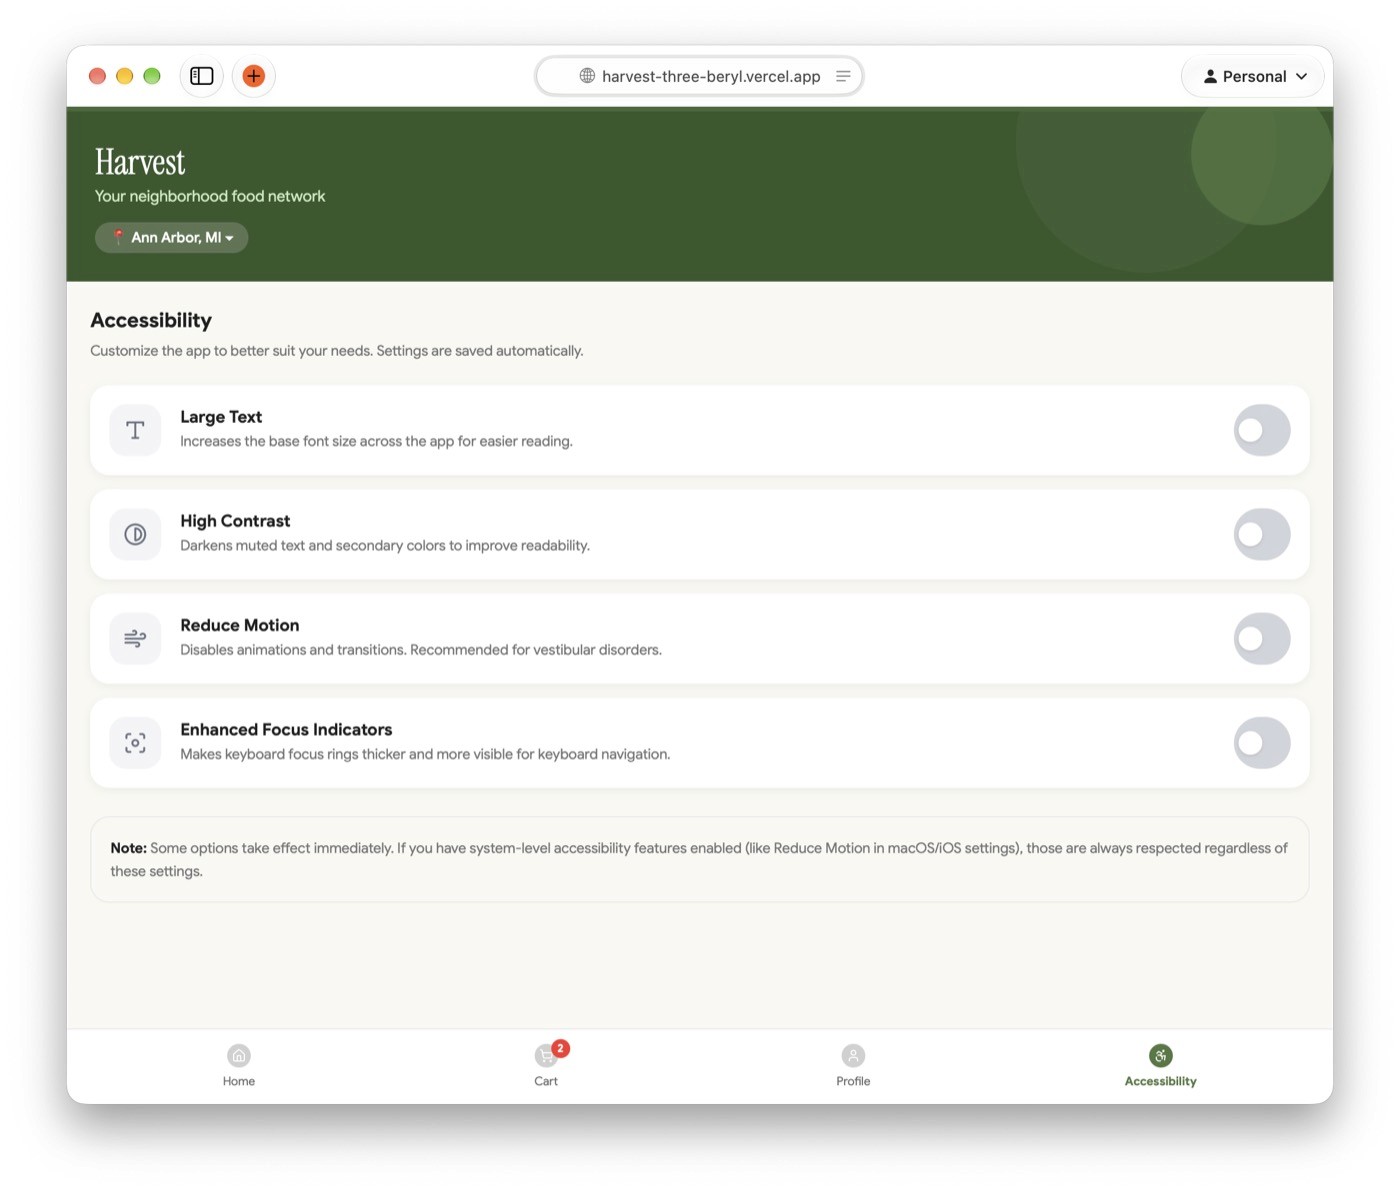 harvest-three-beryl.vercel.app
Personal
Harvest
Your neighborhood food network
Ann Arbor, MI
Accessibility
Customize the app to better suit your needs. Settings are saved automatically.
Large Text
Increases the base font size across the app for easier reading.
High Contrast
Darkens muted text and secondary colors to improve readability.
Reduce Motion
Disables animations and transitions. Recommended for vestibular disorders.
Enhanced Focus Indicators
Makes keyboard focus rings thicker and more visible for keyboard navigation.
Note: Some options take effect immediately. If you have system-level accessibility features enabled (like Reduce Motion in macOS/iOS settings), those are always respected regardless of
these settings.
2
Home
Cart
Profile
Accessibility